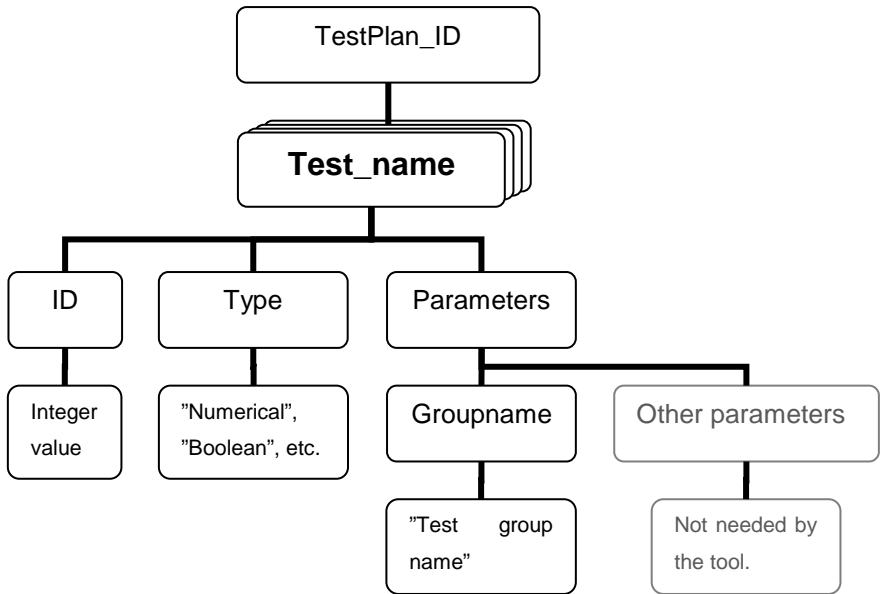 TestPlan_ID
Test_name
ID
Type
Parameters
Integer
value
”Numerical”,
”Boolean”, etc.
Groupname
Other parameters
”Test group
name”
Not needed by
the tool.